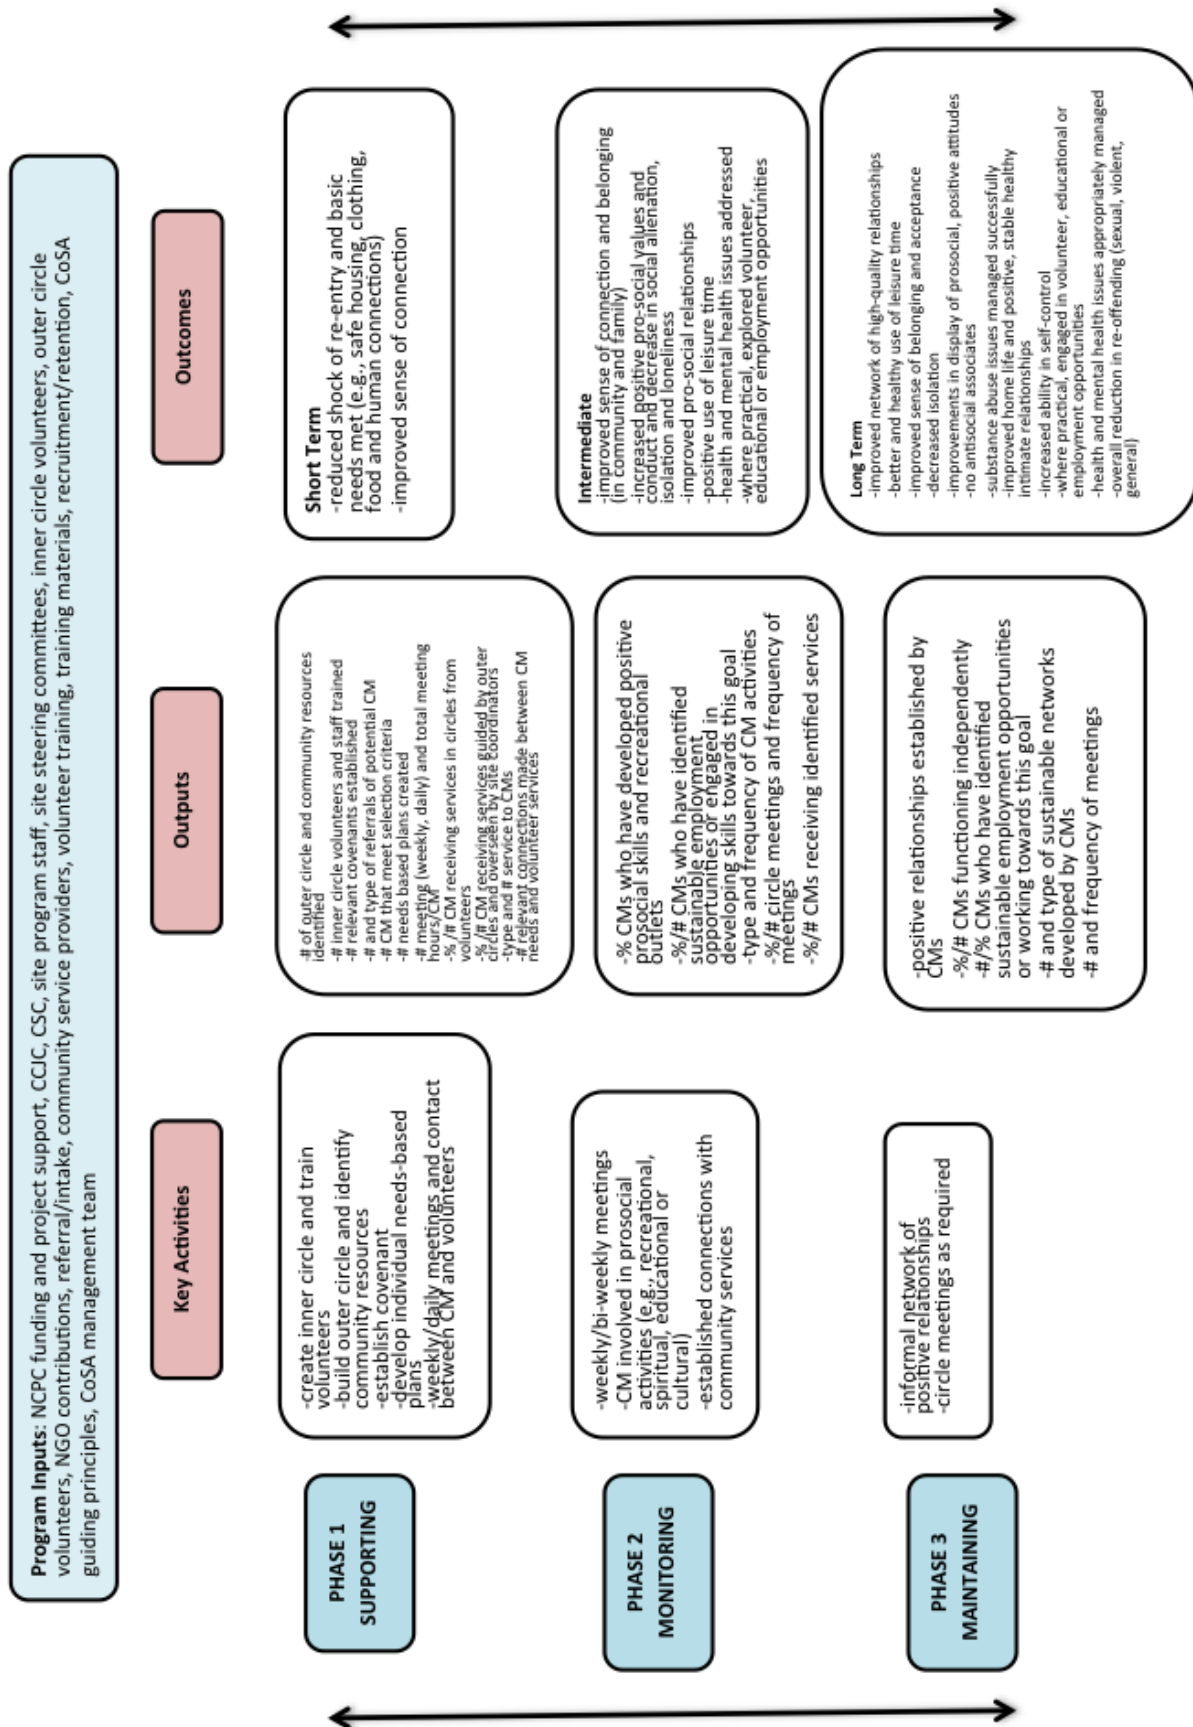 Program Inputs: NCPC funding and project support, CCJC, CSC, site program staff, site steering committees, inner circle volunteers, outer circle
volunteers, NGO contributions, referral/intake, community service providers, volunteer training, training materials, recruitment/retention, CoSA
guiding principles, CoSA management team
Key Activities
Outputs
Outcomes
PHASE 1
SUPPORTING
-create inner circle and train
volunteers
-build outer circle and identify
community resources
-establish covenant
-develop individual needs-based
plans
-weekly/daily meetings and contact
between CM and volunteers
-# of outer circle and community resources
identified
-# inner circle volunteers and staff trained
-# relevant covenants established
-# and type of referrals of potential CM
-# CM that meet selection criteria
-# needs based plans created
-# meeting (weekly, daily) and total meeting
hours/CM
-% /# CM receiving services in circles from
volunteers
-% /# CM receiving services guided by outer
circles and overseen by site coordinators
-type and # service to CMs
-# relevant connections made between CM
needs and volunteer services
Short Term
-reduced shock of re-entry and basic
needs met (e.g., safe housing, clothing,
food and human connections)
-improved sense of connection
PHASE 2
MONITORING
-weekly/bi-weekly meetings
-CM involved in prosocial
activities (e.g., recreational,
spiritual, educational or
cultural)
-established connections with
community services
-% CMs who have developed positive
prosocial skills and recreational
outlets
-%/# CMs who have identified
sustainable employment
opportunities or engaged in
developing skills towards this goal
-type and frequency of CM activities
-%/# circle meetings and frequency of
meetings
-%/# CMs receiving identified services
Intermediate
-improved sense of connection and belonging
(in community and family)
-increased positive pro-social values and
conduct and decrease in social alienation,
isolation and loneliness
-improved pro-social relationships
-positive use of leisure time
-health and mental health issues addressed
-where practical, explored volunteer,
educational or employment opportunities
PHASE 3
MAINTAINING
-informal network of
positive relationships
-circle meetings as required
-positive relationships established by
CMs
-%/# CMs functioning independently
-#/% CMs who have identified
sustainable employment opportunities
or working towards this goal
-# and type of sustainable networks
developed by CMs
-# and frequency of meetings
Long Term
-improved network of high-quality relationships
-better and healthy use of leisure time
-improved sense of belonging and acceptance
-decreased isolation
-improvements in display of prosocial, positive attitudes
-no antisocial associates
-substance abuse issues managed successfully
-improved home life and positive, stable healthy
intimate relationships
-increased ability in self-control
-where practical, engaged in volunteer, educational or
employment opportunities
-health and mental health issues appropriately managed
-overall reduction in re-offending (sexual, violent,
general)